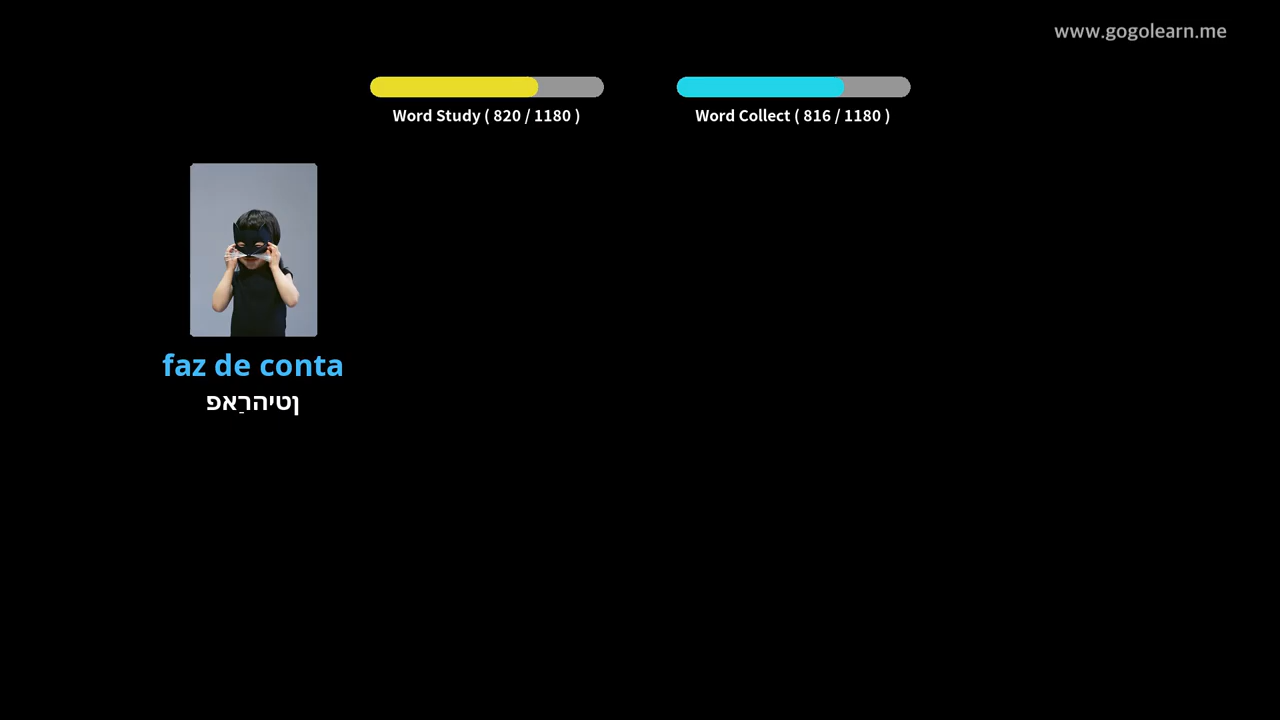 www.gogolearn.me
Word Study ( 820 / 1180 )
Word Collect ( 816 / 1180 )
faz de conta
פאַרהיטן